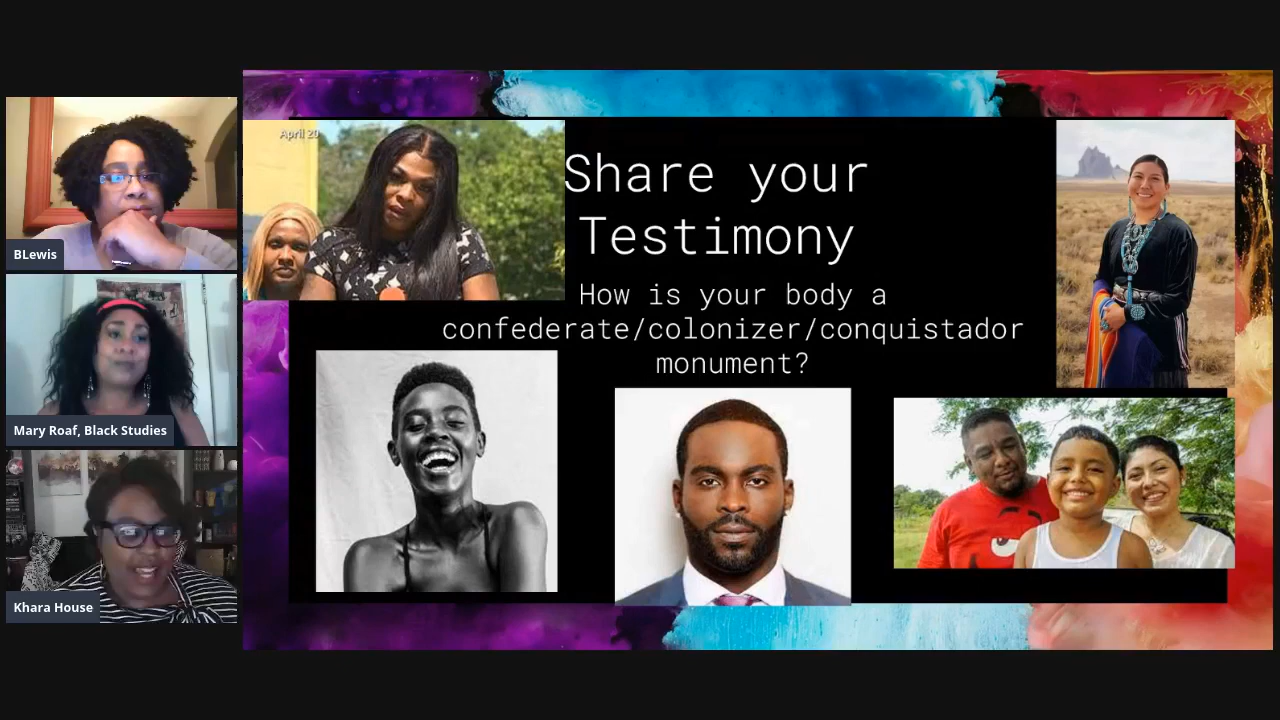 BLewis
Mary Roaf, Black Studies
Khara House
April 20
Share your
Testimony
How is your body a
confederate/colonizer/conquistador
monument?